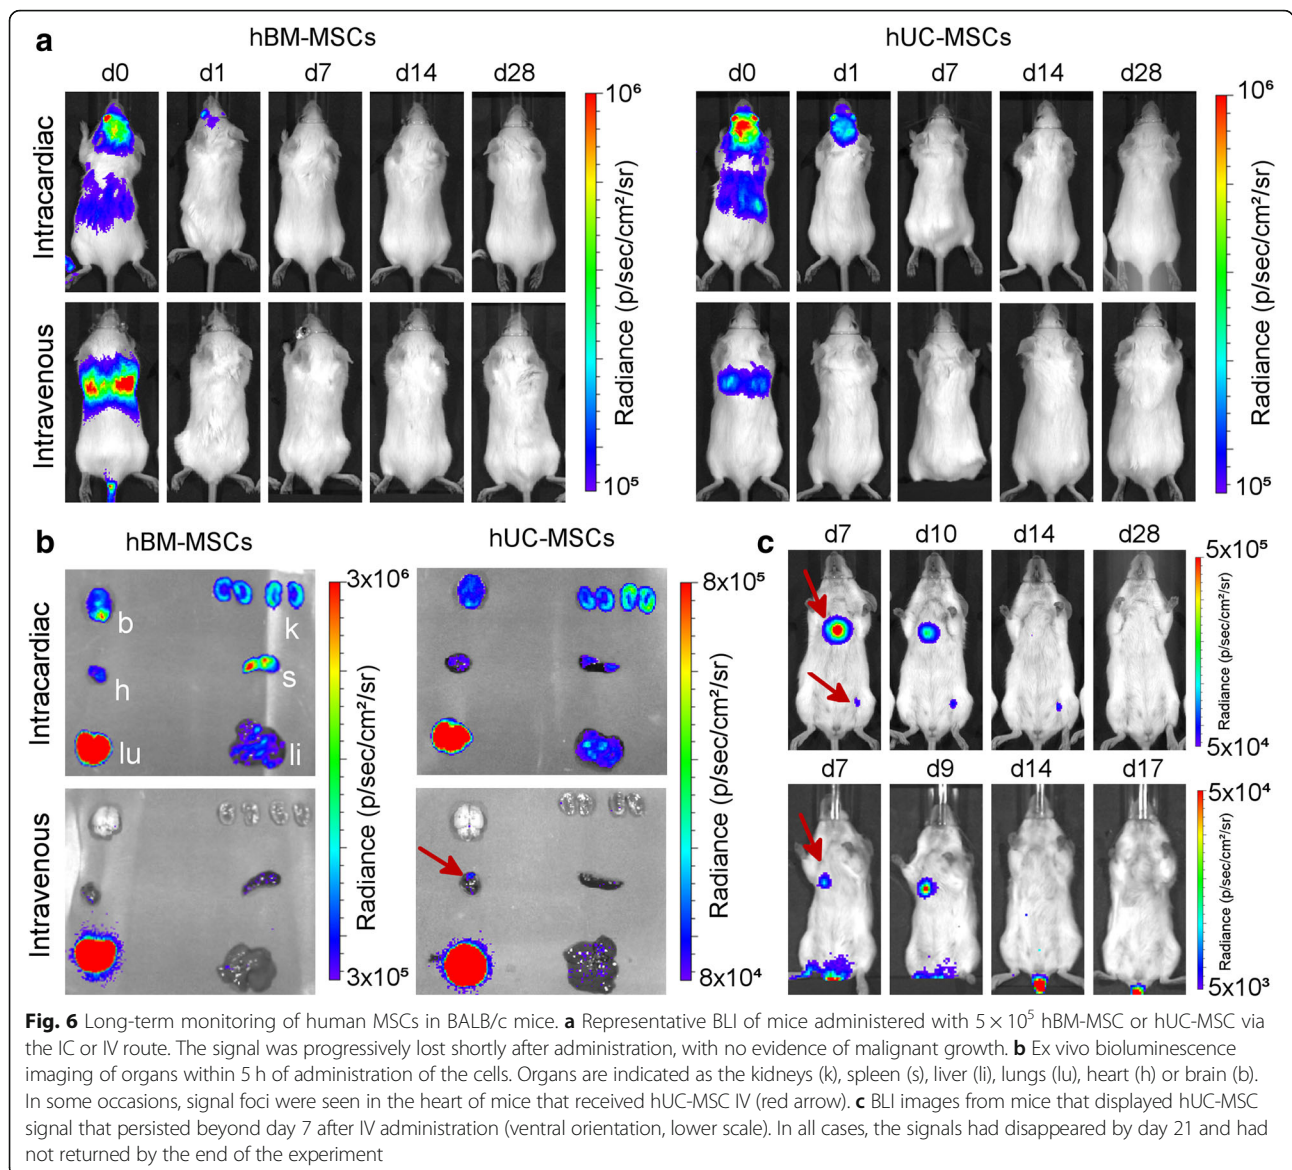 a
hBM-MSCs
hUC-MSCs
d0 d1 d7 d14 d28
d0 d1 d7 d14 d28
Intracardiac
Intravenous
10⁶
Radiance (p/sec/cm²/sr)
10⁵
10⁶
Radiance (p/sec/cm²/sr)
10⁵
b
hBM-MSCs
hUC-MSCs
Intracardiac
Intravenous
b
k
h
s
lu
li
3x10⁶
Radiance (p/sec/cm²/sr)
3x10⁵
8x10⁵
Radiance (p/sec/cm²/sr)
8x10⁴
c
d7 d10 d14 d28
5x10⁵
Radiance (p/sec/cm²/sr)
5x10⁴
d7 d9 d14 d17
5x10⁴
Radiance (p/sec/cm²/sr)
5x10³
Fig. 6 Long-term monitoring of human MSCs in BALB/c mice. a Representative BLI of mice administered with 5 × 10⁵ hBM-MSC or hUC-MSC via
the IC or IV route. The signal was progressively lost shortly after administration, with no evidence of malignant growth. b Ex vivo bioluminescence
imaging of organs within 5 h of administration of the cells. Organs are indicated as the kidneys (k), spleen (s), liver (li), lungs (lu), heart (h) or brain (b).
In some occasions, signal foci were seen in the heart of mice that received hUC-MSC IV (red arrow). c BLI images from mice that displayed hUC-MSC
signal that persisted beyond day 7 after IV administration (ventral orientation, lower scale). In all cases, the signals had disappeared by day 21 and had
not returned by the end of the experiment